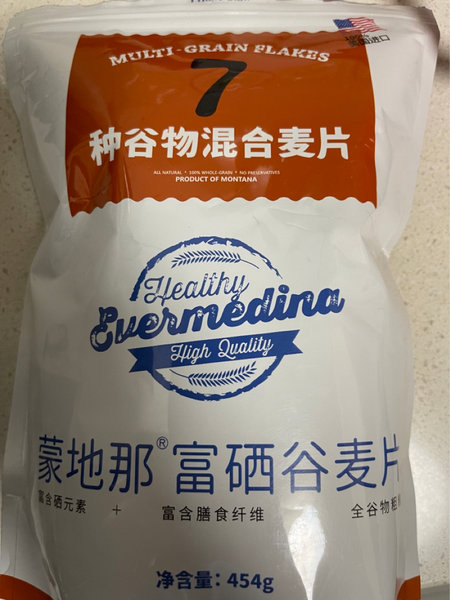 MULTI-GRAIN FLAKES
7
种谷物混合麦片
ALL NATURAL * 100% WHOLE-GRAIN * NO PRESERVATIVES
PRODUCT OF MONTANA
Healthy
Evermedina
High Quality
蒙地那® 富硒谷麦片
富含硒元素 + 富含膳食纤维 全谷物粗
净含量: 454g